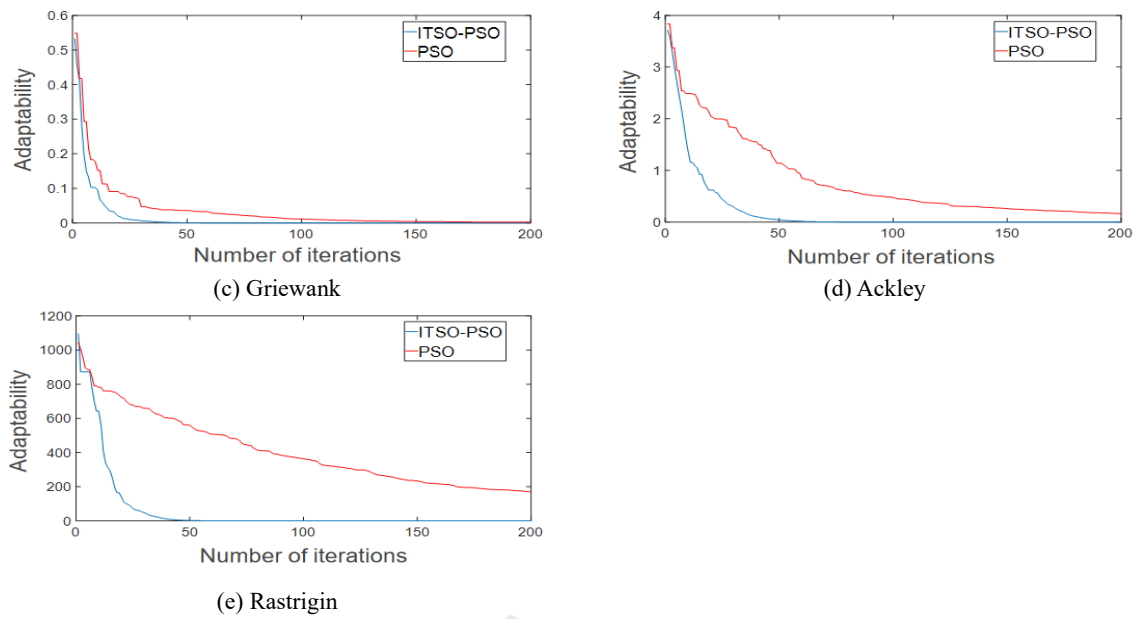 0.6
0.5
0.4
0.3
0.2
0.1
0
0 50 100 150 200
Adaptability
Number of iterations
ITSO-PSO
PSO
(c) Griewank
4
3
2
1
0
0 50 100 150 200
Adaptability
Number of iterations
ITSO-PSO
PSO
(d) Ackley
1200
1000
800
600
400
200
0
0 50 100 150 200
Adaptability
Number of iterations
ITSO-PSO
PSO
(e) Rastrigin